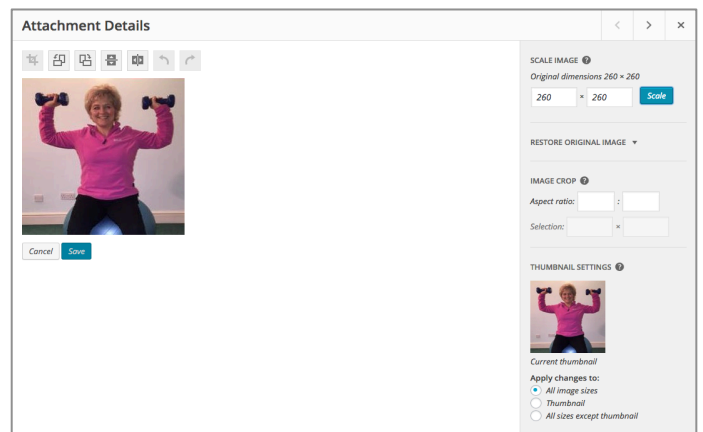 Attachment Details
SCALE IMAGE
Original dimensions 260 × 260
260 × 260 Scale
RESTORE ORIGINAL IMAGE
IMAGE CROP
Aspect ratio: :
Selection: ×
Cancel Save
THUMBNAIL SETTINGS
Current thumbnail
Apply changes to:
All image sizes
Thumbnail
All sizes except thumbnail